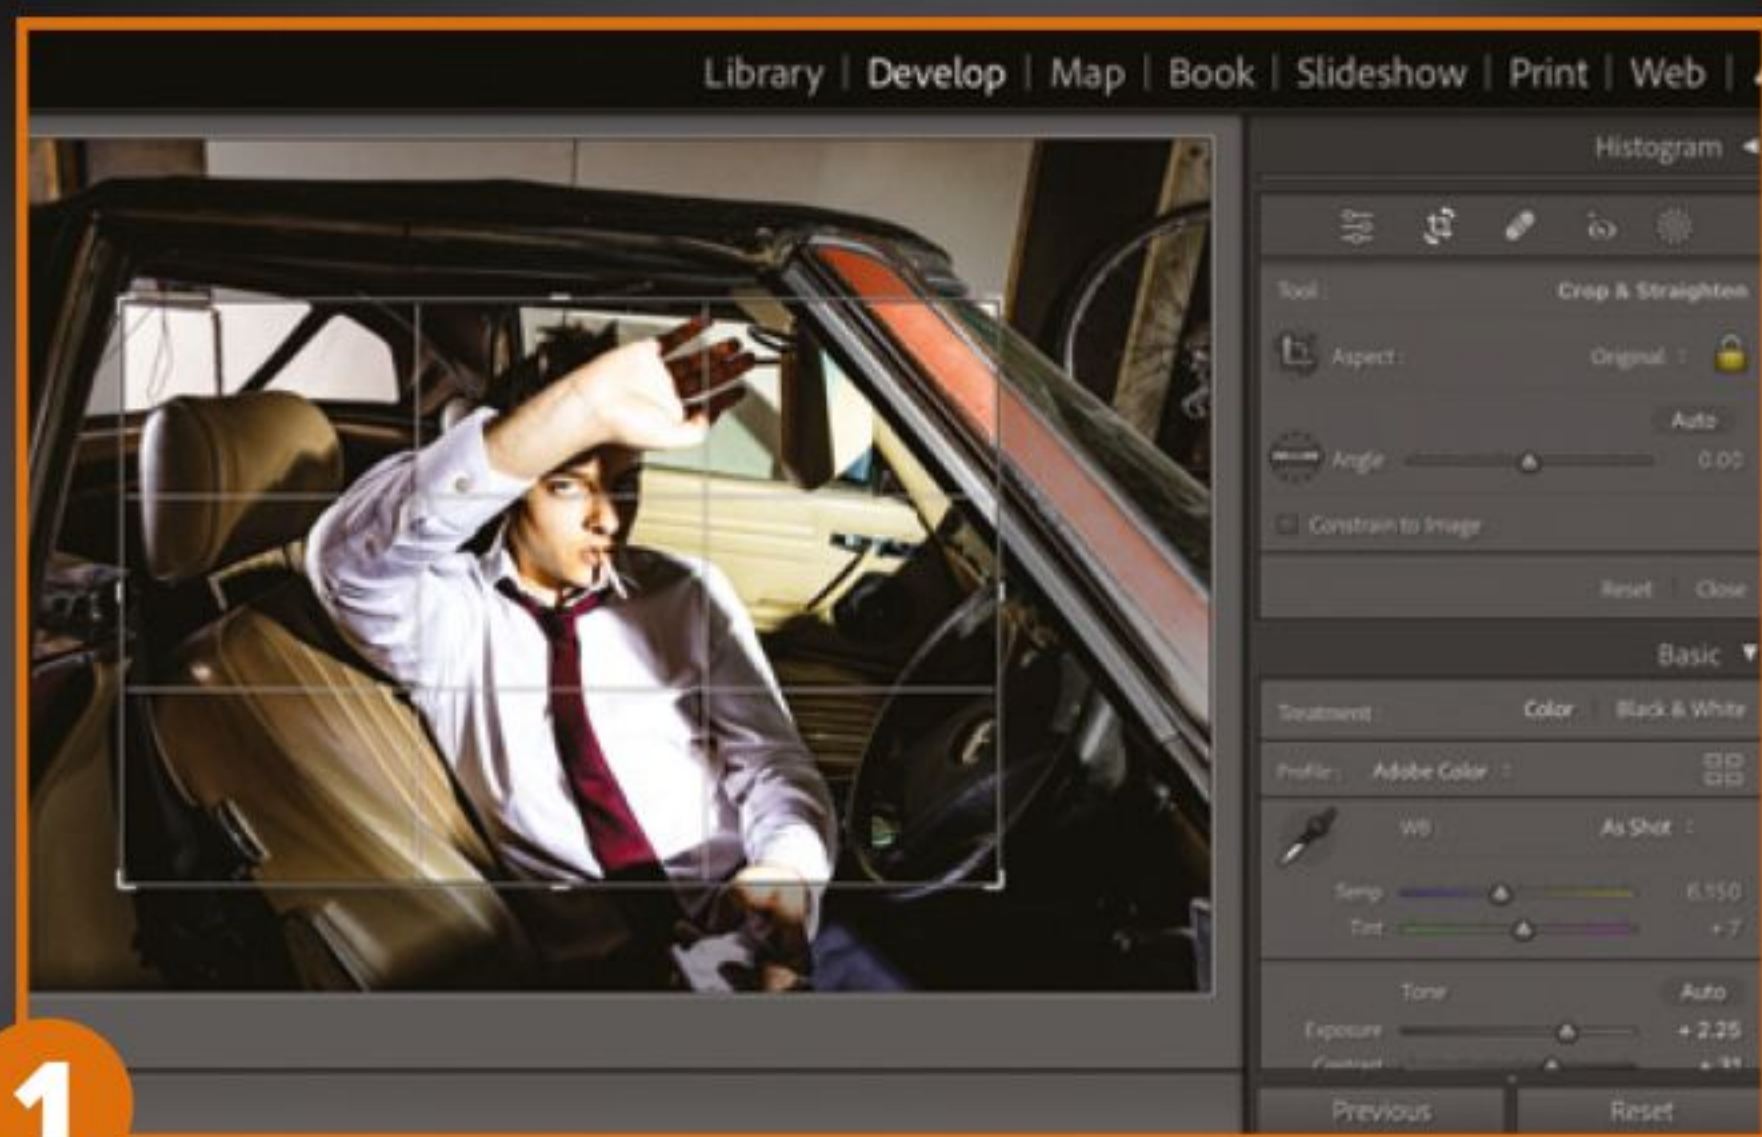 Library | Develop | Map | Book | Slideshow | Print | Web |
Histogram
Tool : Crop & Straighten
Aspect : Original
Auto
Angle 0.00
Constrain to Image
Reset Close
Basic
Treatment : Color Black & White
Profile : Adobe Color
WB : As Shot
Temp 6,150
Tint + 7
Tone Auto
Exposure + 2.25
Contrast + 31
Previous Reset
1